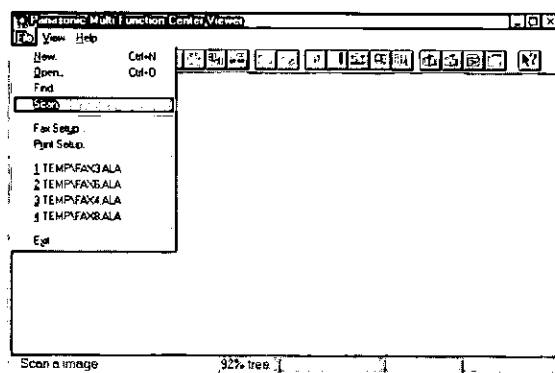 Panasonic Multi Function Center Viewer
File View Help
New. Ctrl+N
Open... Ctrl+O
Find
Scan
Fax Setup...
Print Setup...
1 TEMP\FAX3.ALA
2 TEMP\FAX6.ALA
3 TEMP\FAX4.ALA
4 TEMP\FAX8.ALA
Exit
Scan a image 92% free